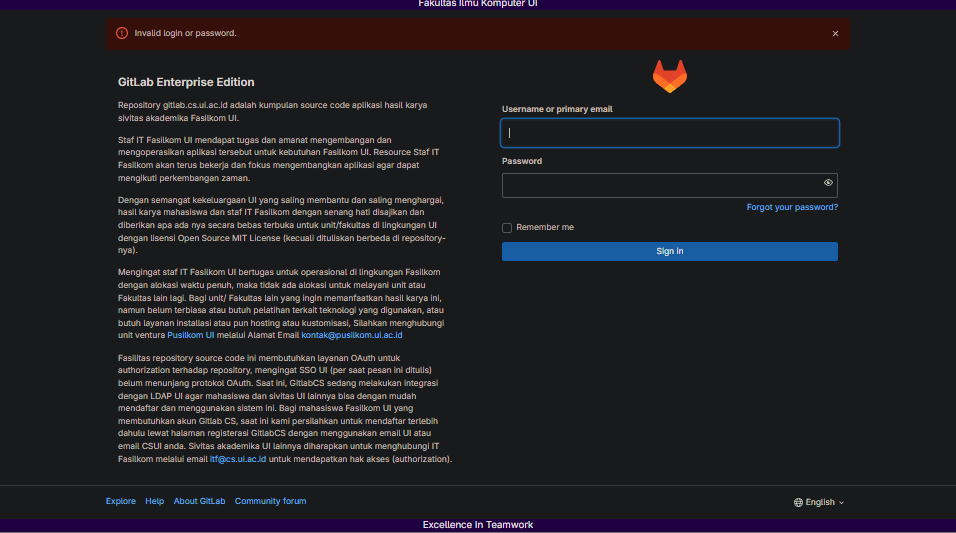 Fakultas Ilmu Komputer UI
Invalid login or password.
GitLab Enterprise Edition
Repository gitlab.cs.ui.ac.id adalah kumpulan source code aplikasi hasil karya
sivitas akademika Fasilkom UI.
Staf IT Fasilkom UI mendapat tugas dan amanat mengembangan dan
mengoperasikan aplikasi tersebut untuk kebutuhan Fasilkom UI. Resource Staf IT
Fasilkom akan terus bekerja dan fokus mengembangkan aplikasi agar dapat
mengikuti perkembangan zaman.
Dengan semangat kekeluargaan UI yang saling membantu dan saling menghargai,
hasil karya mahasiswa dan staf IT Fasilkom dengan senang hati disajikan dan
diberikan apa ada nya secara bebas terbuka untuk unit/fakultas di lingkungan UI
dengan lisensi Open Source MIT License (kecuali dituliskan berbeda di repository-
nya).
Mengingat staf IT Fasilkom UI bertugas untuk operasional di lingkungan Fasilkom
dengan alokasi waktu penuh, maka tidak ada alokasi untuk melayani unit atau
Fakultas lain lagi. Bagi unit/ Fakultas lain yang ingin memanfaatkan hasil karya ini,
namun belum terbiasa atau butuh pelatihan terkait teknologi yang digunakan, atau
butuh layanan installasi atau pun hosting atau kustomisasi, Silahkan menghubungi
unit ventura Pusilkom UI melalui Alamat Email kontak@pusilkom.ui.ac.id
Fasilitas repository source code ini membutuhkan layanan OAuth untuk
authorization terhadap repository, mengingat SSO UI (per saat pesan ini ditulis)
belum menunjang protokol OAuth. Saat ini, GitlabCS sedang melakukan integrasi
dengan LDAP UI agar mahasiswa dan sivitas UI lainnya bisa dengan mudah
mendaftar dan menggunakan sistem ini. Bagi mahasiswa Fasilkom UI yang
membutuhkan akun Gitlab CS, saat ini kami persilahkan untuk mendaftar terlebih
dahulu lewat halaman registerasi GitlabCS dengan menggunakan email UI atau
email CSUI anda. Sivitas akademika UI lainnya diharapkan untuk menghubungi IT
Fasilkom melalui email itf@cs.ui.ac.id untuk mendapatkan hak akses (authorization).
Username or primary email
Password
Forgot your password?
Remember me
Sign in
Explore Help About GitLab Community forum
English
Excellence In Teamwork